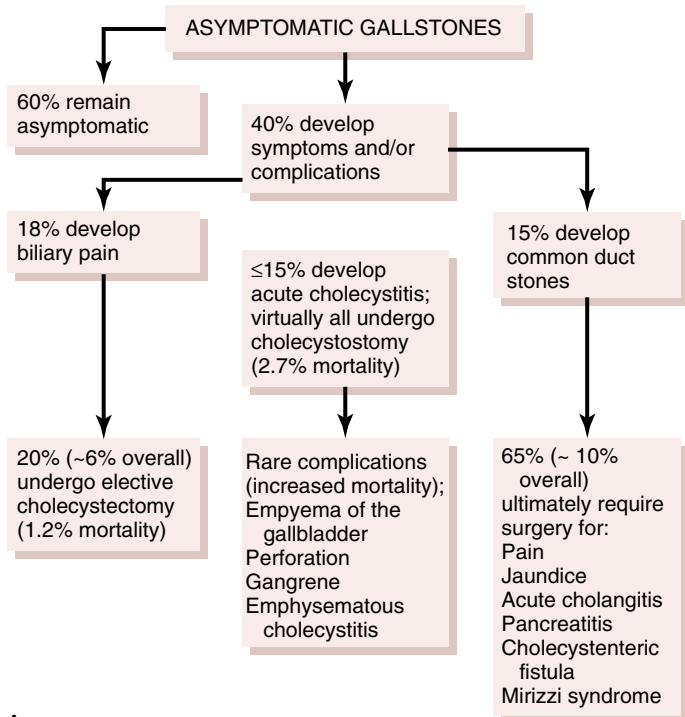 ASYMPTOMATIC GALLSTONES
60% remain
asymptomatic
40% develop
symptoms and/or
complications
18% develop
biliary pain
≤15% develop
acute cholecystitis;
virtually all undergo
cholecystostomy
(2.7% mortality)
15% develop
common duct
stones
20% (~6% overall)
undergo elective
cholecystectomy
(1.2% mortality)
Rare complications
(increased mortality);
Empyema of the
gallbladder
Perforation
Gangrene
Emphysematous
cholecystitis
65% (~ 10%
overall)
ultimately require
surgery for:
Pain
Jaundice
Acute cholangitis
Pancreatitis
Cholecystenteric
fistula
Mirizzi syndrome